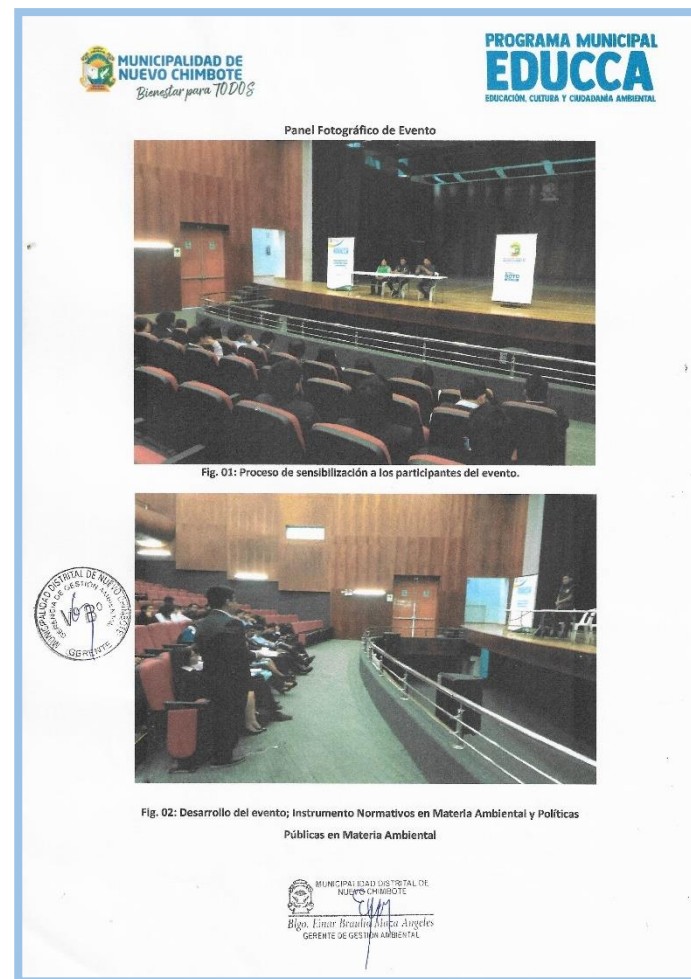 MUNICIPALIDAD DE
NUEVO CHIMBOTE
Bienestar para TODOS
PROGRAMA MUNICIPAL
EDUCCA
EDUCACIÓN, CULTURA Y CIUDADANÍA AMBIENTAL
Panel Fotográfico de Evento
Fig. 01: Proceso de sensibilización a los participantes del evento.
MUNICIPALIDAD DISTRITAL DE NUEVO CHIMBOTE
GERENCIA DE GESTIÓN AMBIENTAL
VºBº
GERENTE
Fig. 02: Desarrollo del evento; Instrumento Normativos en Materia Ambiental y Políticas
Públicas en Materia Ambiental
MUNICIPALIDAD DISTRITAL DE
NUEVO CHIMBOTE
Blgo. Einar Braulio Maza Angeles
GERENTE DE GESTIÓN AMBIENTAL